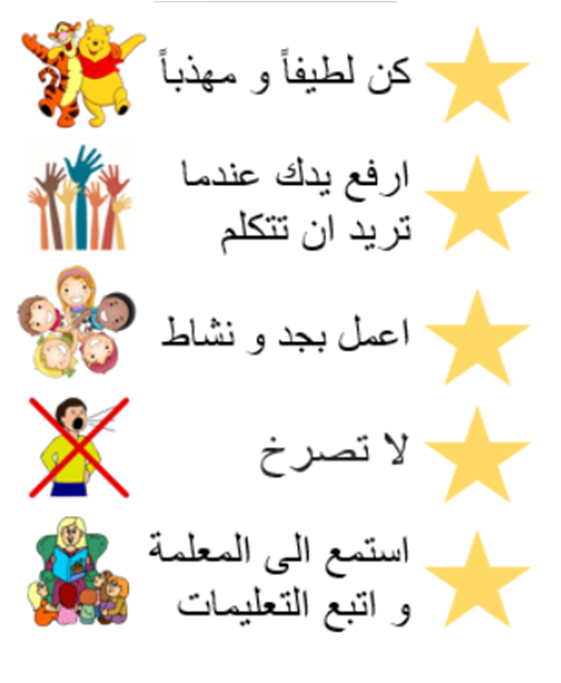 كن لطيفاً و مهذباً
ارفع يدك عندما
تريد ان تتكلم
اعمل بجد و نشاط
لا تصرخ
استمع الى المعلمة
و اتبع التعليمات